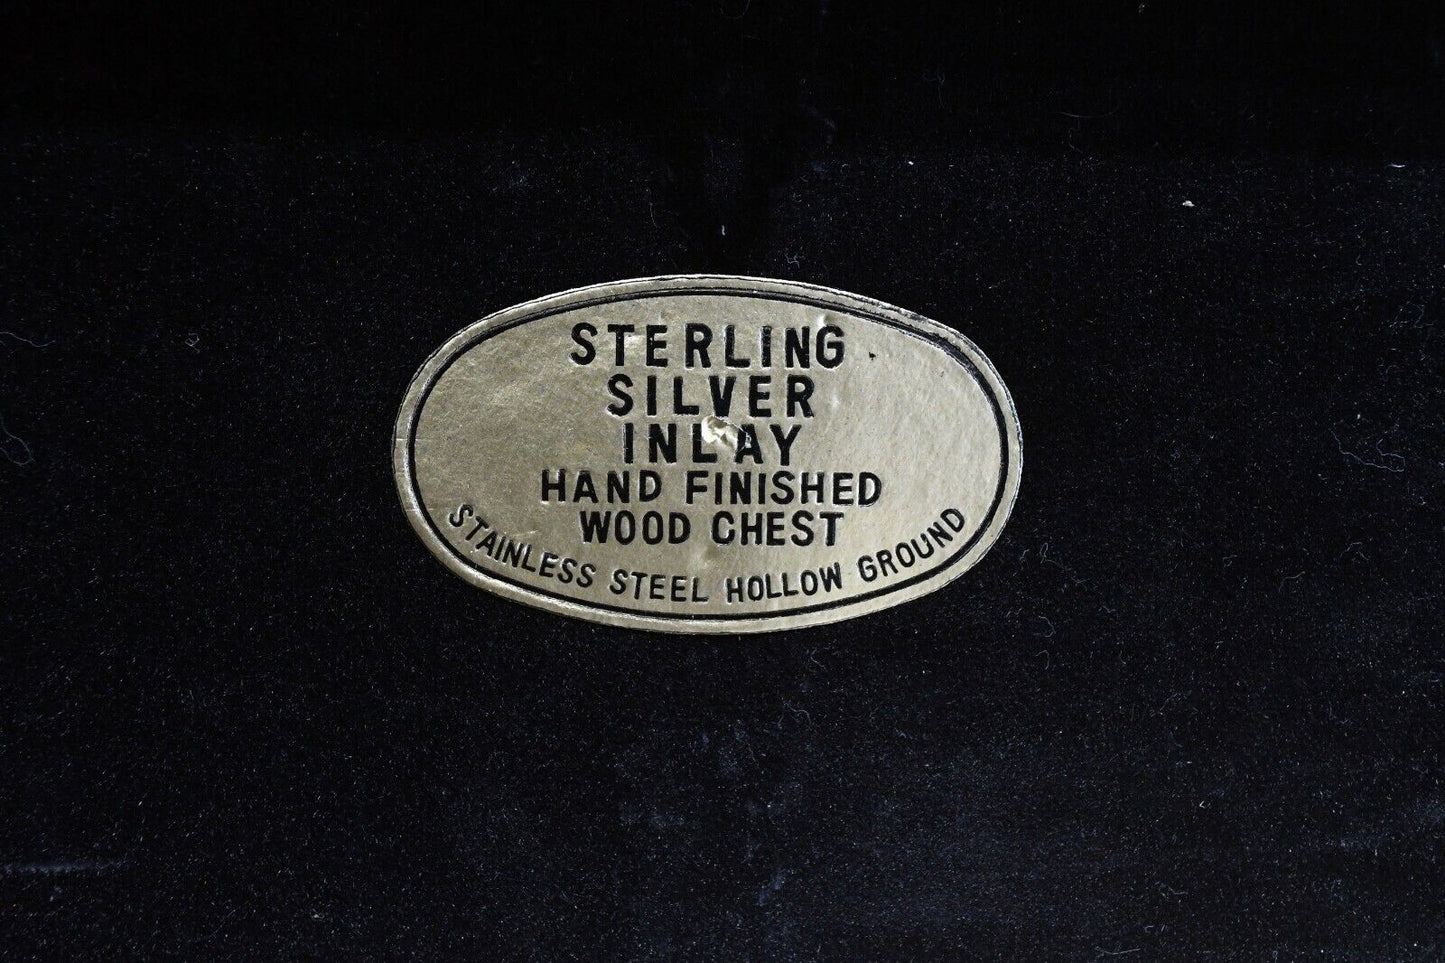 STERLING
SILVER
INLAY
HAND FINISHED
WOOD CHEST
STAINLESS STEEL HOLLOW GROUND